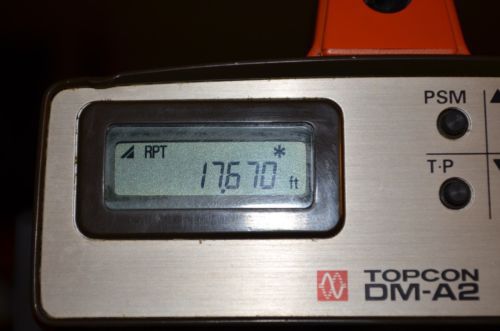 PSM
RPT *
17.670 ft
T·P
TOPCON
DM-A2